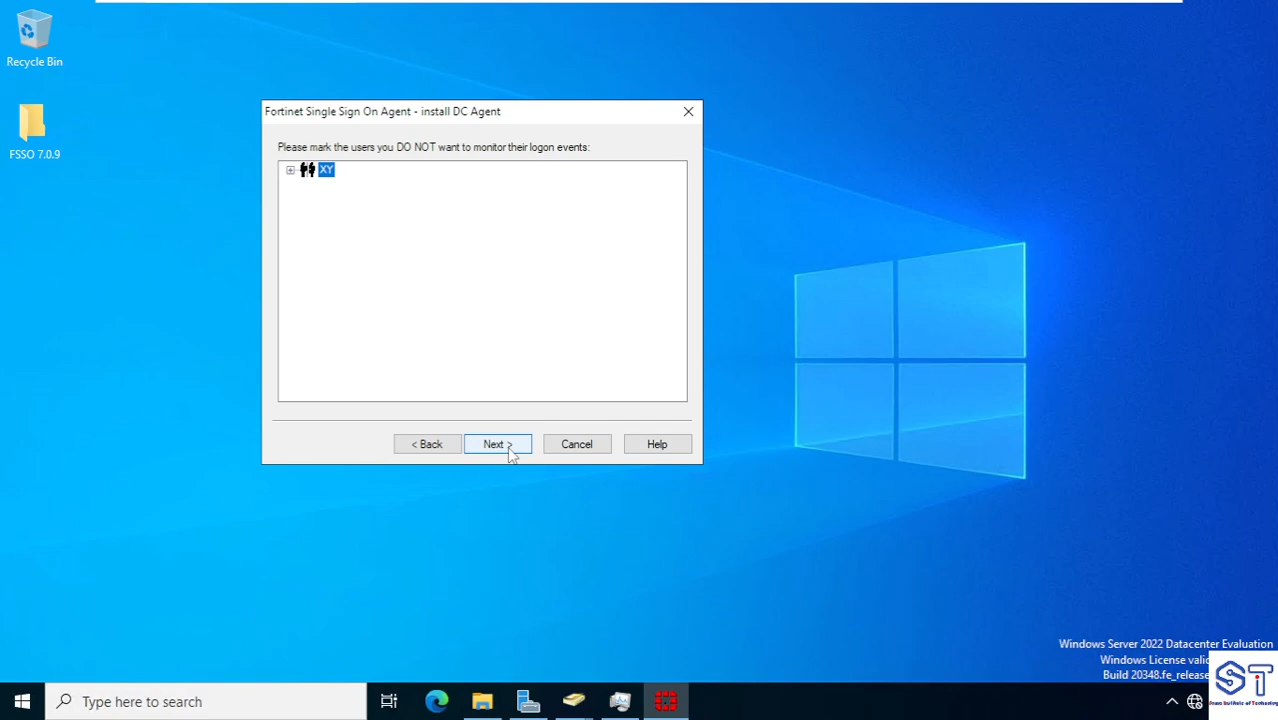 Recycle Bin
FSSO 7.0.9
Fortinet Single Sign On Agent - install DC Agent
Please mark the users you DO NOT want to monitor their logon events:
XY
< Back
Next >
Cancel
Help
Windows Server 2022 Datacenter Evaluation
Windows License vali
Build 20348.fe_release
ST
Type here to search